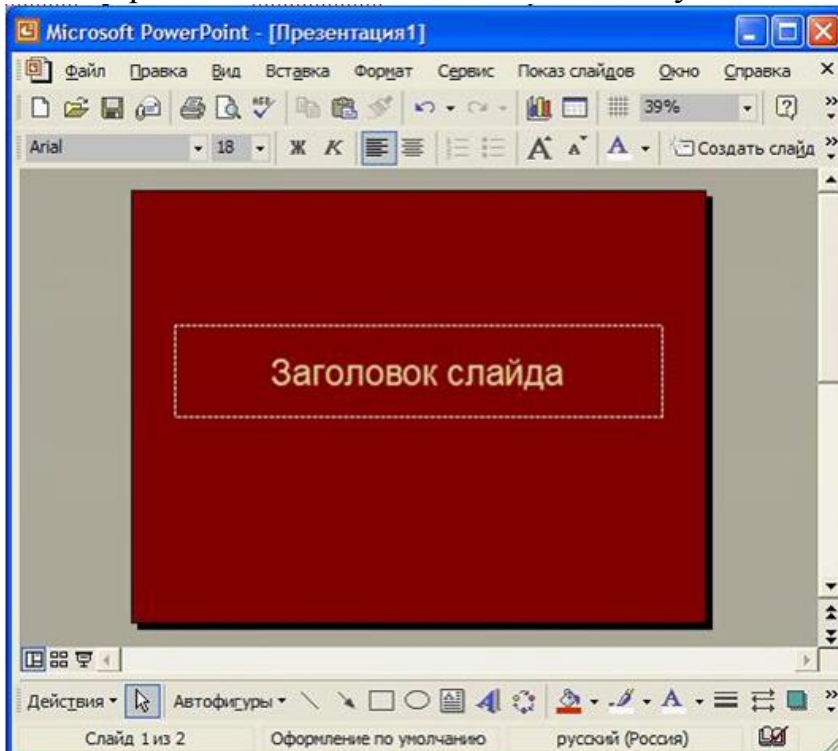 Microsoft PowerPoint - [Презентация1]
Файл Правка Вид Вставка Формат Сервис Показ слайдов Окно Справка
39%
Arial 18 Ж К А А А Создать слайд
Заголовок слайда
Действия Автофигуры А
Слайд 1 из 2 Оформление по умолчанию русский (Россия)